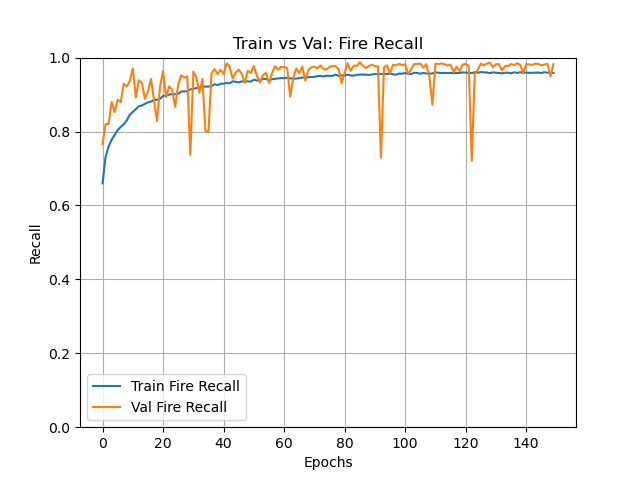 Train vs Val: Fire Recall
1.0
0.8
0.6
0.4
0.2
0.0
Recall
Train Fire Recall
Val Fire Recall
0 20 40 60 80 100 120 140
Epochs